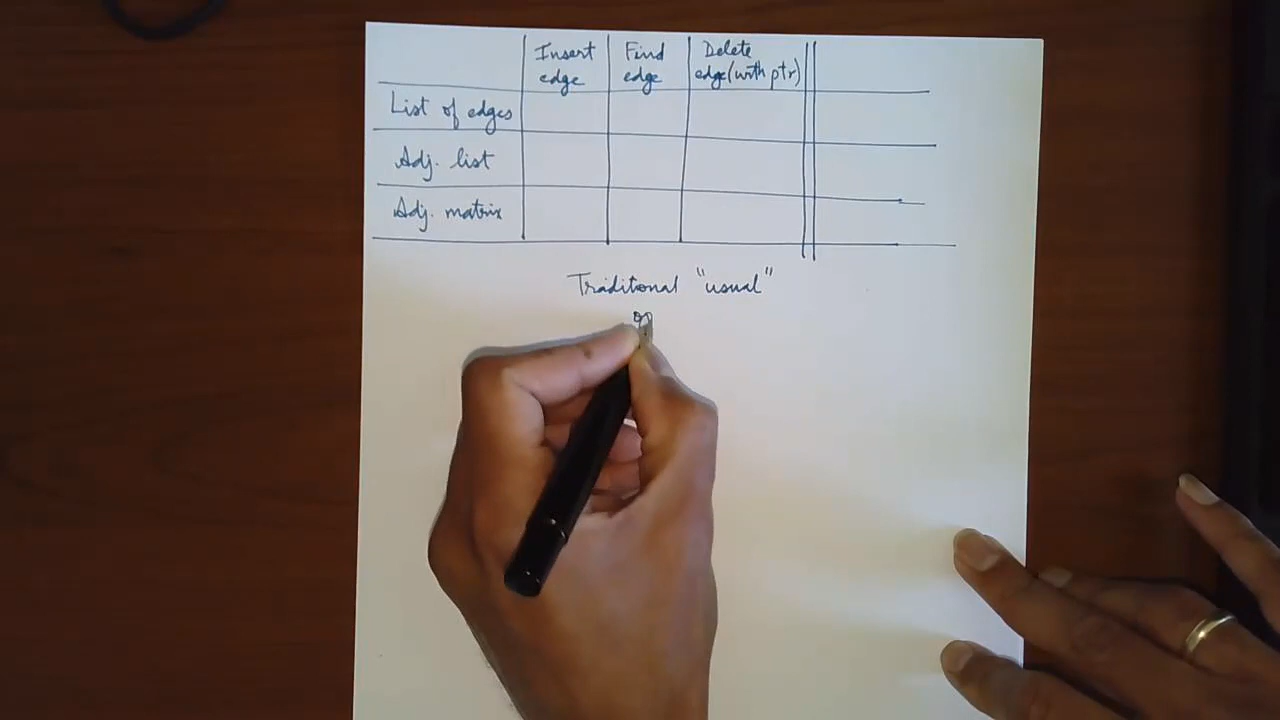 Insert edge
Find edge
Delete edge (with ptr)
List of edges
Adj. list
Adj. matrix
Traditional "usual"